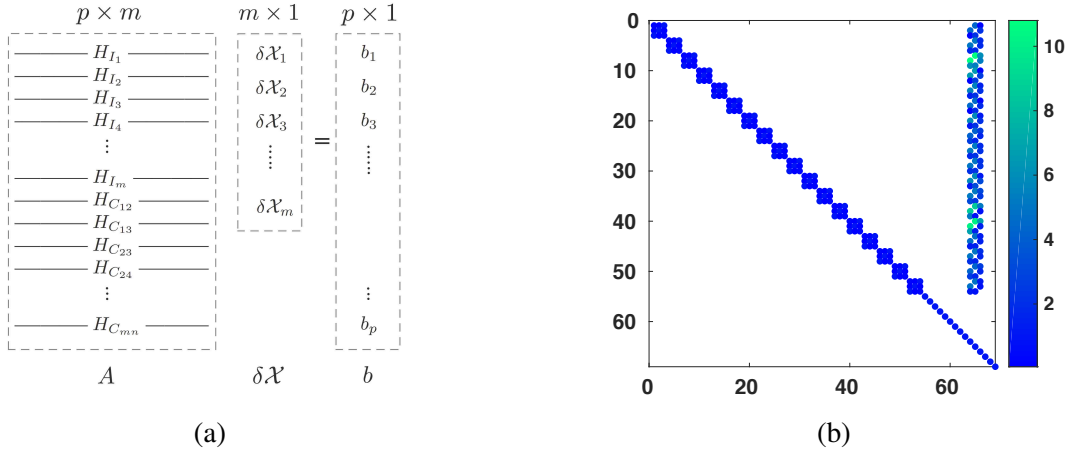 p × m m × 1 p × 1
H_{I_1} δ𝒳_1 b_1
H_{I_2}
δ𝒳_2 b_2
H_{I_3}
H_{I_4} δ𝒳_3 b_3
⋮ ⋮ = ⋮
H_{I_m}
H_{C_{12}} δ𝒳_m
H_{C_{13}}
H_{C_{23}}
H_{C_{24}}
⋮ ⋮
H_{C_{mn}} b_p
A δ𝒳 b
(a)
0
10
20
30
40
50
60
0 20 40 60
10
8
6
4
2
(b)